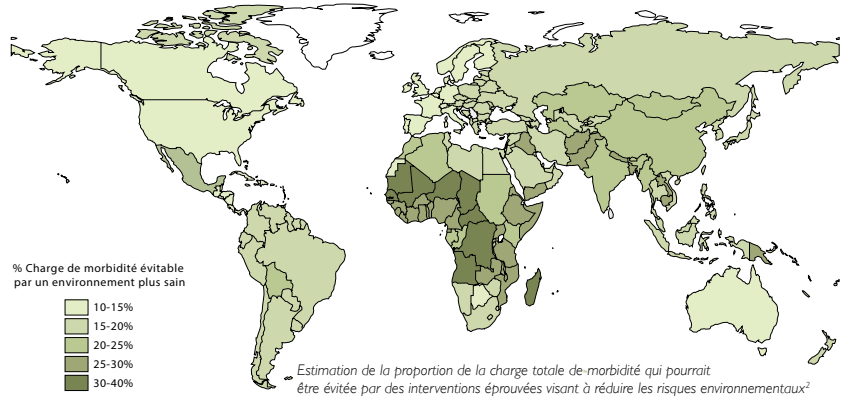 % Charge de morbidité évitable
par un environnement plus sain
10-15%
15-20%
20-25%
25-30%
30-40%
Estimation de la proportion de la charge totale de morbidité qui pourrait
être évitée par des interventions éprouvées visant à réduire les risques environnementaux²